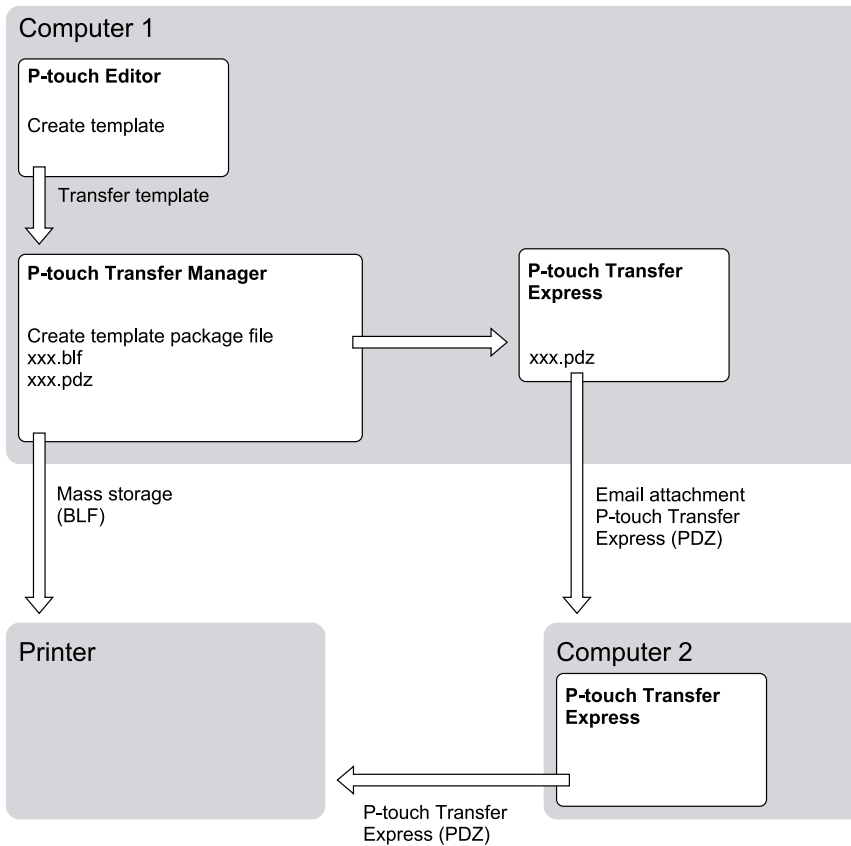 Computer 1
P-touch Editor
Create template
Transfer template
P-touch Transfer Manager
Create template package file
xxx.blf
xxx.pdz
P-touch Transfer
Express
xxx.pdz
Mass storage
(BLF)
Email attachment
P-touch Transfer
Express (PDZ)
Printer
Computer 2
P-touch Transfer
Express
P-touch Transfer
Express (PDZ)